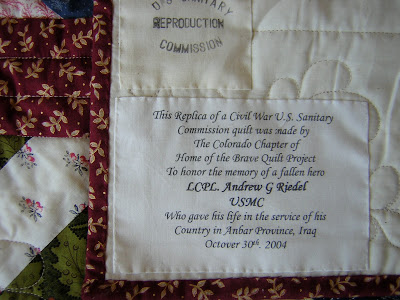 U.S. SANITARY
REPRODUCTION
COMMISSION
This Replica of a Civil War U.S. Sanitary
Commission quilt was made by
The Colorado Chapter of
Home of the Brave Quilt Project
To honor the memory of a fallen hero
LCPL. Andrew G Riedel
USMC
Who gave his life in the service of his
Country in Anbar Province, Iraq
Octover 30th, 2004